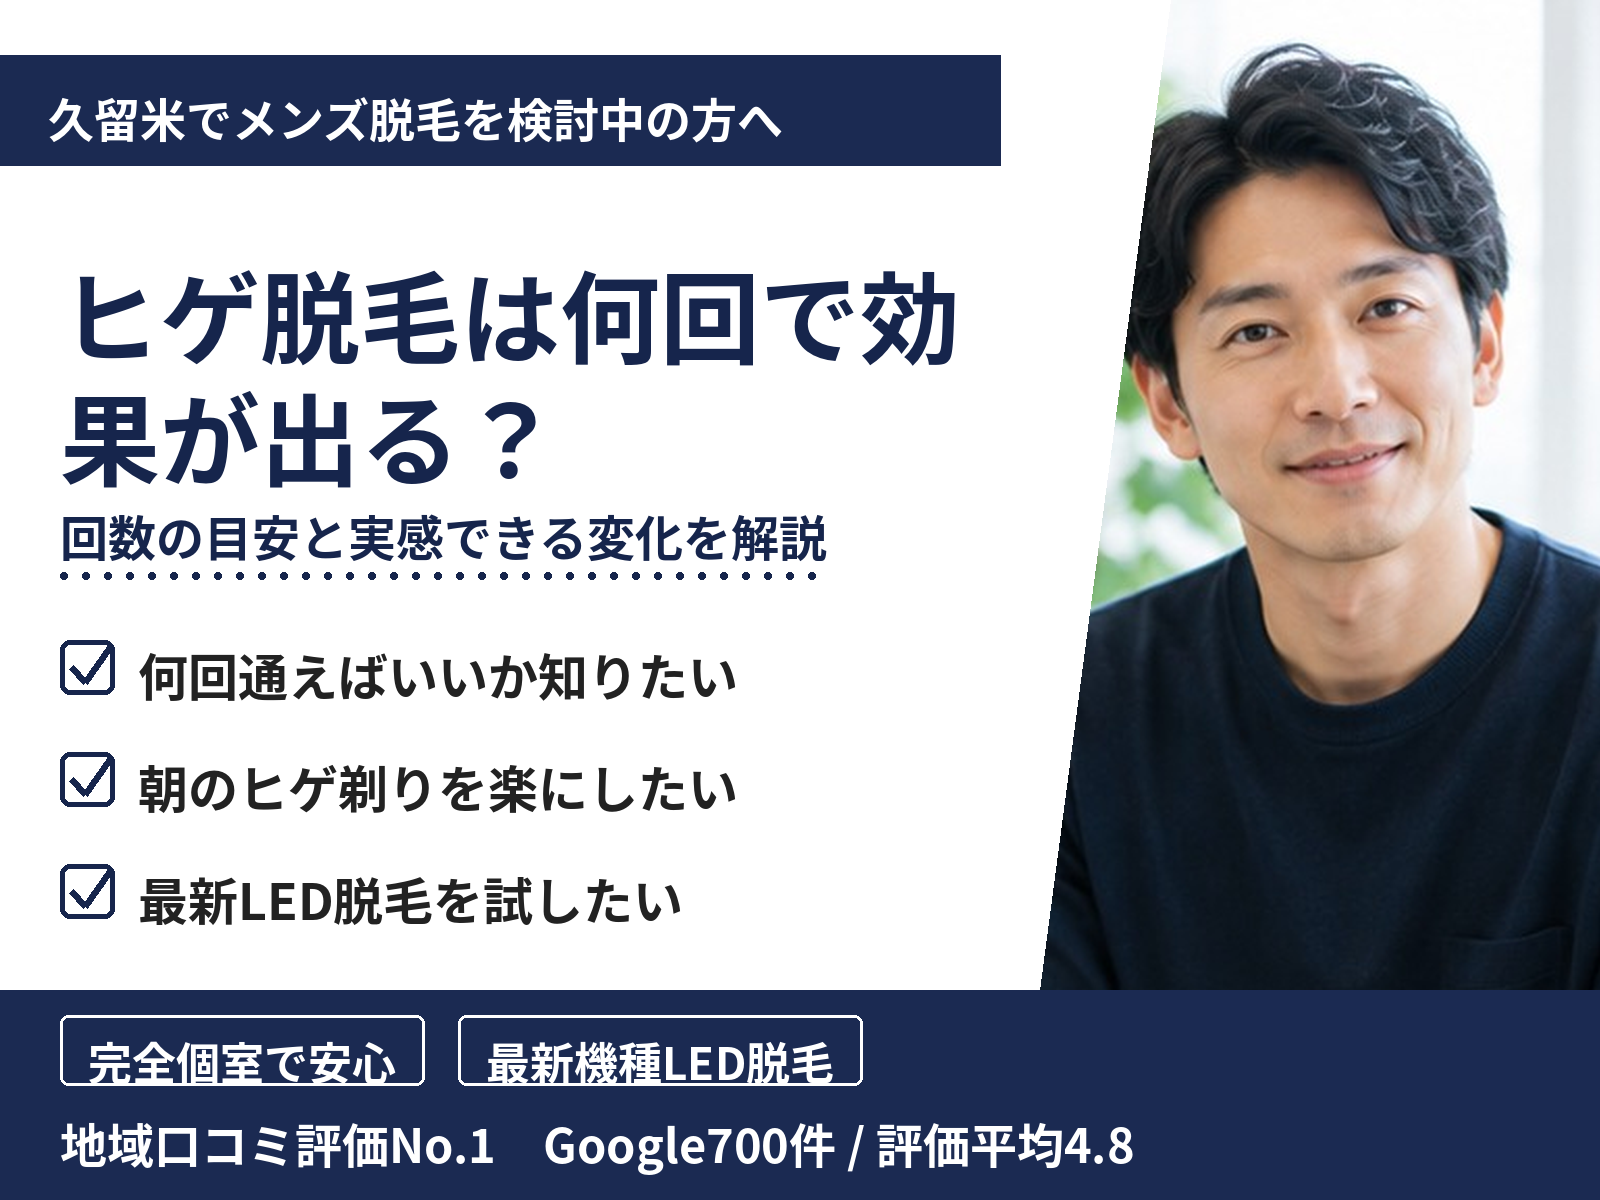 久留米でメンズ脱毛を検討中の方へ
ヒゲ脱毛は何回で効
果が出る？
回数の目安と実感できる変化を解説
何回通えばいいか知りたい
朝のヒゲ剃りを楽にしたい
最新LED脱毛を試したい
完全個室で安心
最新機種LED脱毛
地域口コミ評価No.1　Google700件 / 評価平均4.8